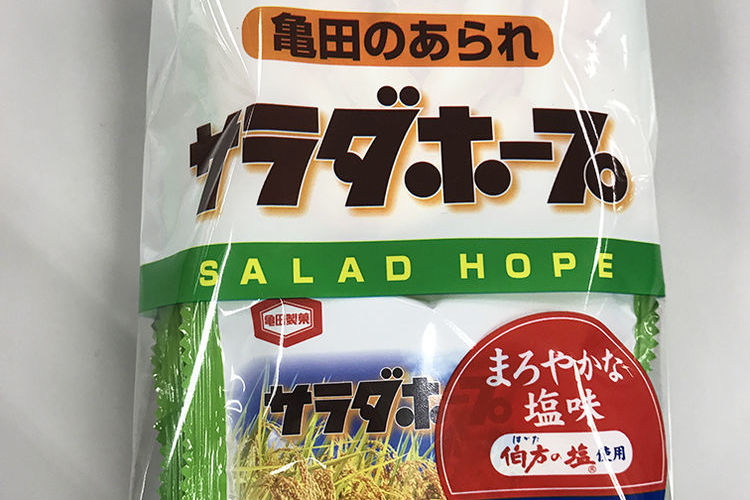 亀田のあられ
サラダホープ
SALAD HOPE
亀田製菓
サラダホープ
まろやかな
塩味
はかた
伯方の塩®使用